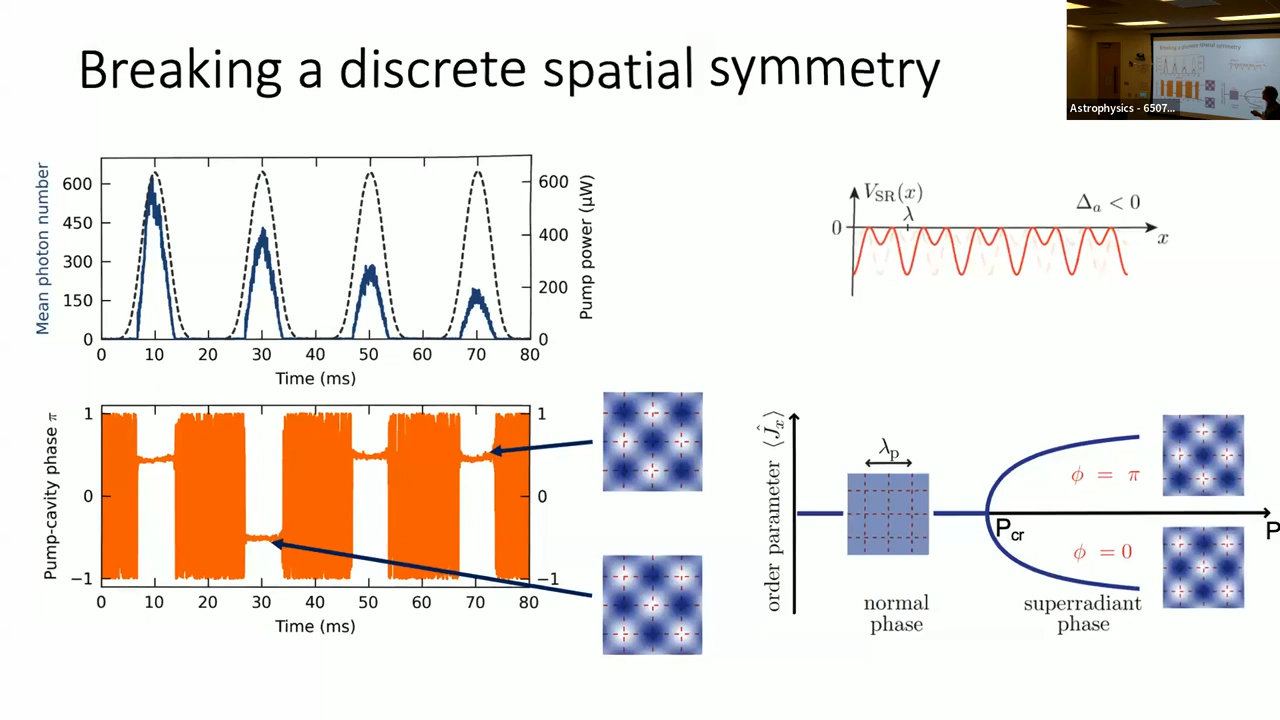 Breaking a discrete spatial symmetry
Astrophysics - 6507...
Mean photon number
600
450
300
150
0
600
400
200
0
Pump power (μW)
0 10 20 30 40 50 60 70 80
Time (ms)
Pump-cavity phase π
1
0
−1
1
0
−1
0 10 20 30 40 50 60 70 80
Time (ms)
V_SR(x)
λ
Δ_a < 0
0
x
order parameter ⟨Ĵ_x⟩
λ_p
P_cr
ϕ = π
ϕ = 0
P
normal
phase
superradiant
phase